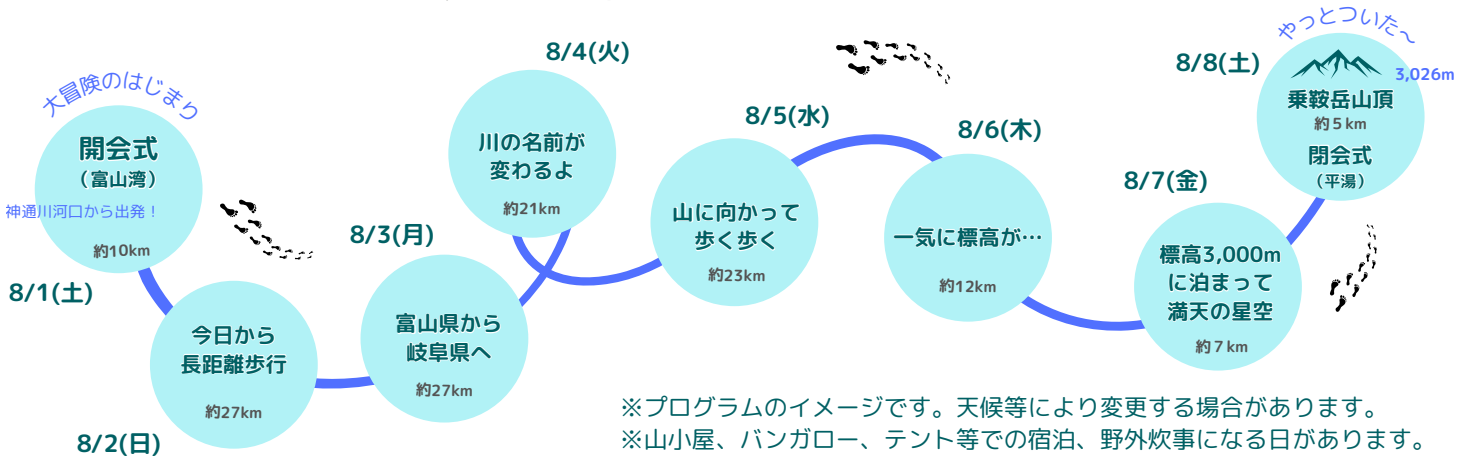 大冒険のはじまり
開会式
（富山湾）
神通川河口から出発！
約10km
8/1(土)
今日から
長距離歩行
約27km
8/2(日)
8/3(月)
富山県から
岐阜県へ
約27km
8/4(火)
川の名前が
変わるよ
約21km
8/5(水)
山に向かって
歩く歩く
約23km
8/6(木)
一気に標高が…
約12km
8/7(金)
標高3,000m
に泊まって
満天の星空
約７km
やっとついた～
8/8(土)
3,026m
乗鞍岳山頂
約５km
閉会式
（平湯）
※プログラムのイメージです。天候等により変更する場合があります。
※山小屋、バンガロー、テント等での宿泊、野外炊事になる日があります。